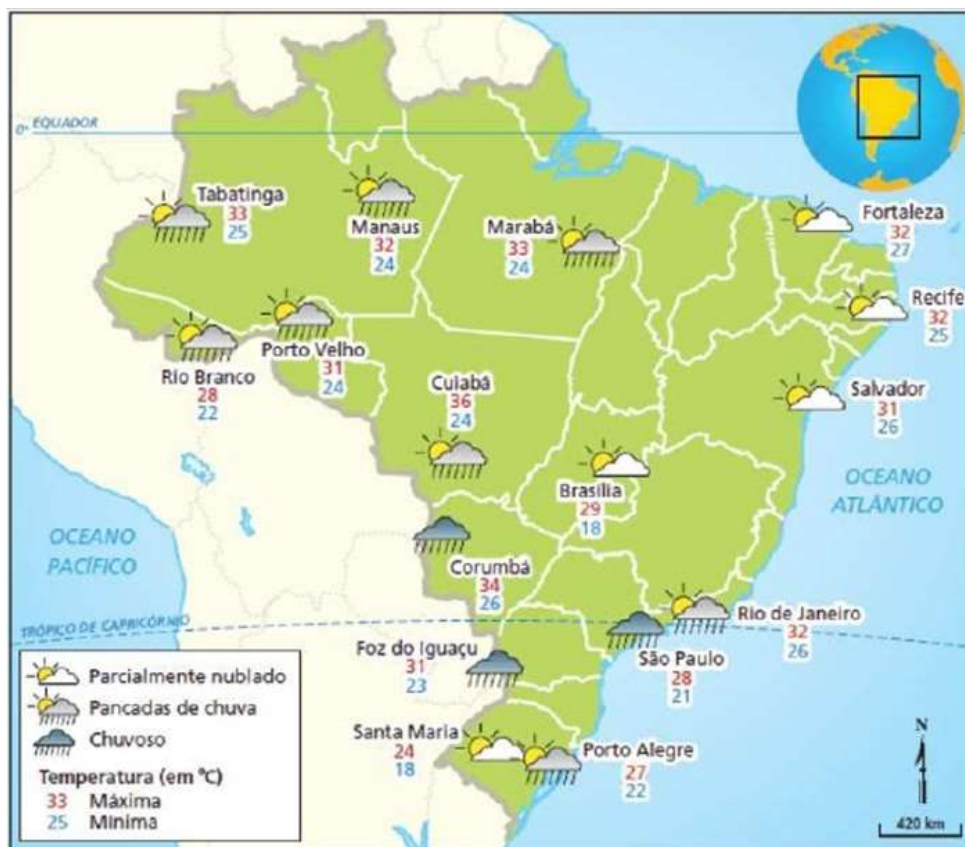 0° EQUADOR
Tabatinga
33
25
Manaus
32
24
Marabá
33
24
Fortaleza
32
27
Recife
32
25
Rio Branco
28
22
Porto Velho
31
24
Cuiabá
36
24
Salvador
31
26
Brasília
29
18
OCEANO
ATLÂNTICO
OCEANO
PACÍFICO
Corumbá
34
26
TRÓPICO DE CAPRICÓRNIO
Rio de Janeiro
32
26
Foz do Iguaçu
31
23
São Paulo
28
21
Santa Maria
24
18
Porto Alegre
27
22
Parcialmente nublado
Pancadas de chuva
Chuvoso
Temperatura (em °C)
33 Máxima
25 Mínima
N
420 km